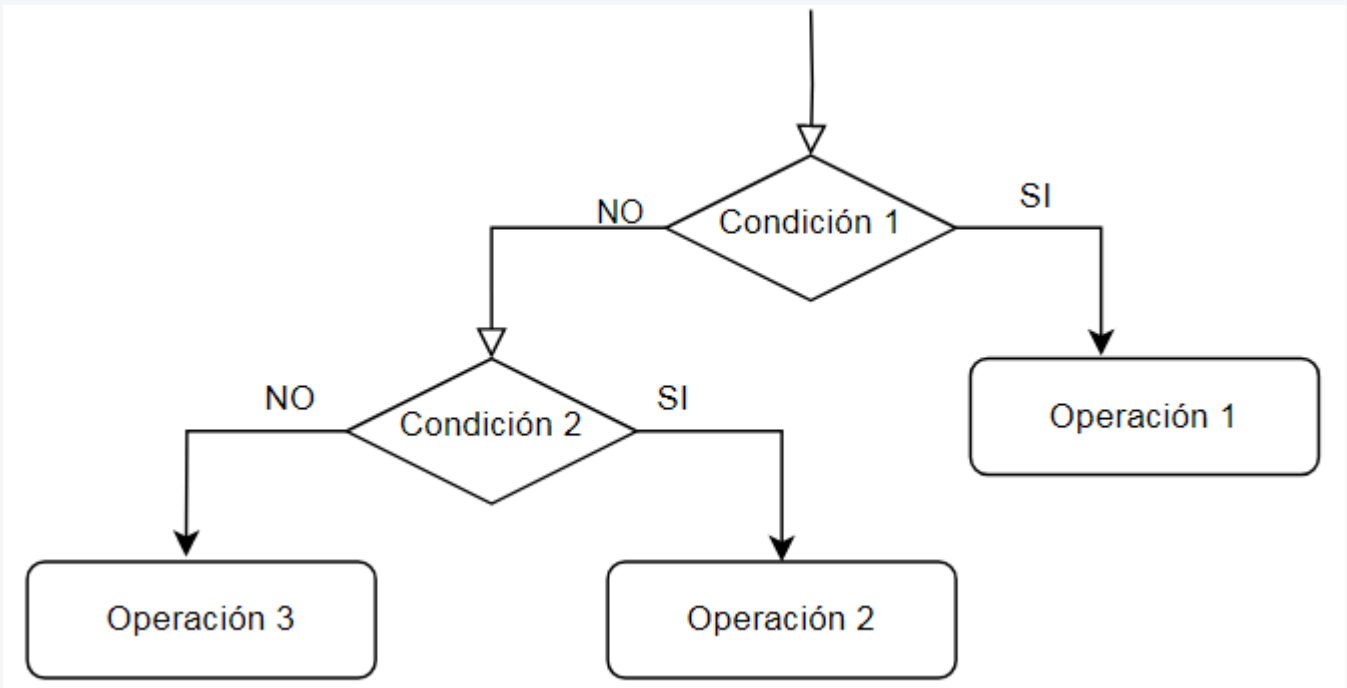 SI
NO
Condición 1
NO
SI
Condición 2
Operación 1
Operación 3
Operación 2